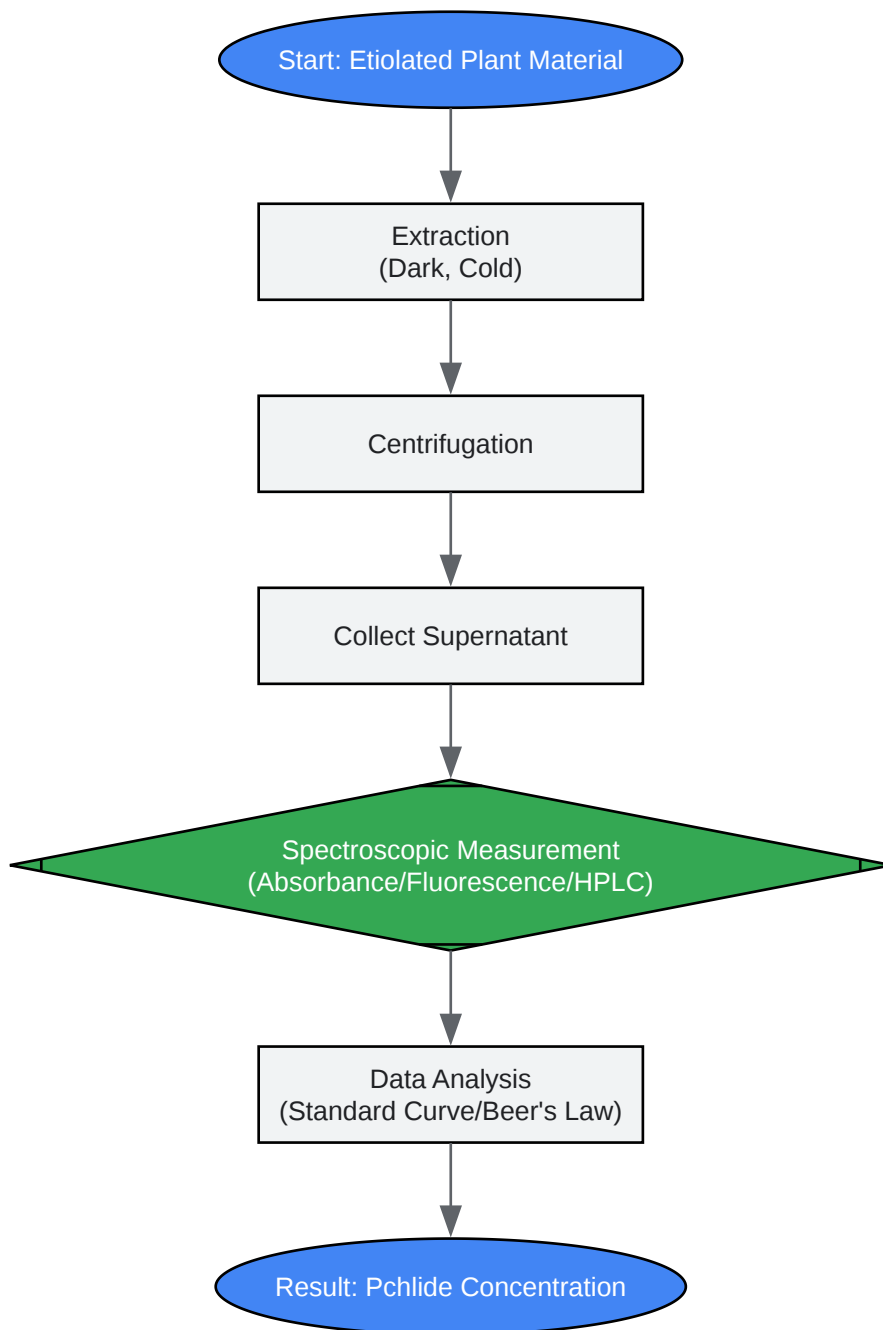 Start: Etiolated Plant Material
Extraction
(Dark, Cold)
Centrifugation
Collect Supernatant
Spectroscopic Measurement
(Absorbance/Fluorescence/HPLC)
Data Analysis
(Standard Curve/Beer's Law)
Result: Pchlide Concentration